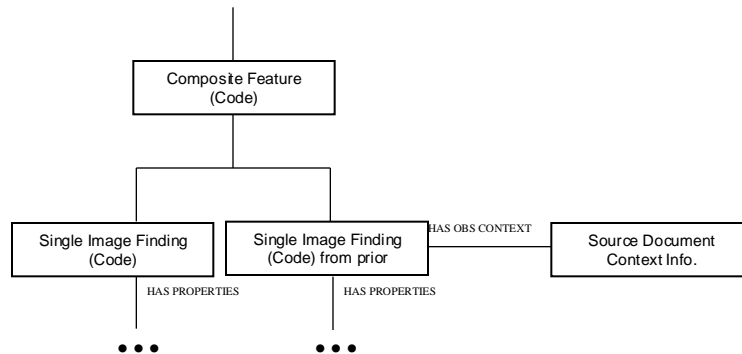 Composite Feature
(Code)
Single Image Finding
(Code)
Single Image Finding
(Code) from prior
HAS OBS CONTEXT
Source Document
Context Info.
HAS PROPERTIES
HAS PROPERTIES